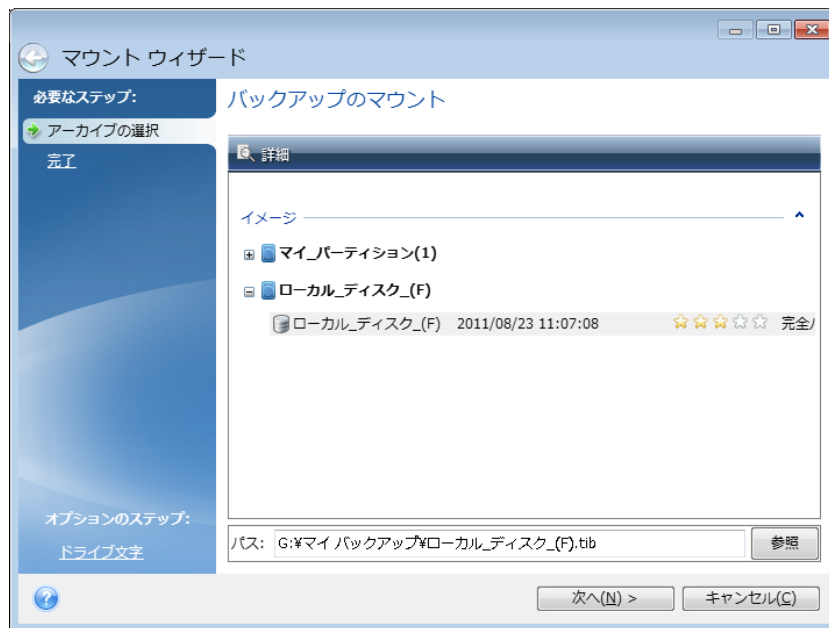 マウント ウィザード
必要なステップ:
アーカイブの選択
完了
オプションのステップ:
ドライブ文字
バックアップのマウント
詳細
イメージ
マイ_パーティション(1)
ローカル_ディスク_(F)
ローカル_ディスク_(F) 2011/08/23 11:07:08 完全
パス: G:¥マイ バックアップ¥ローカル_ディスク_(F).tib 参照
次へ(N) > キャンセル(C)